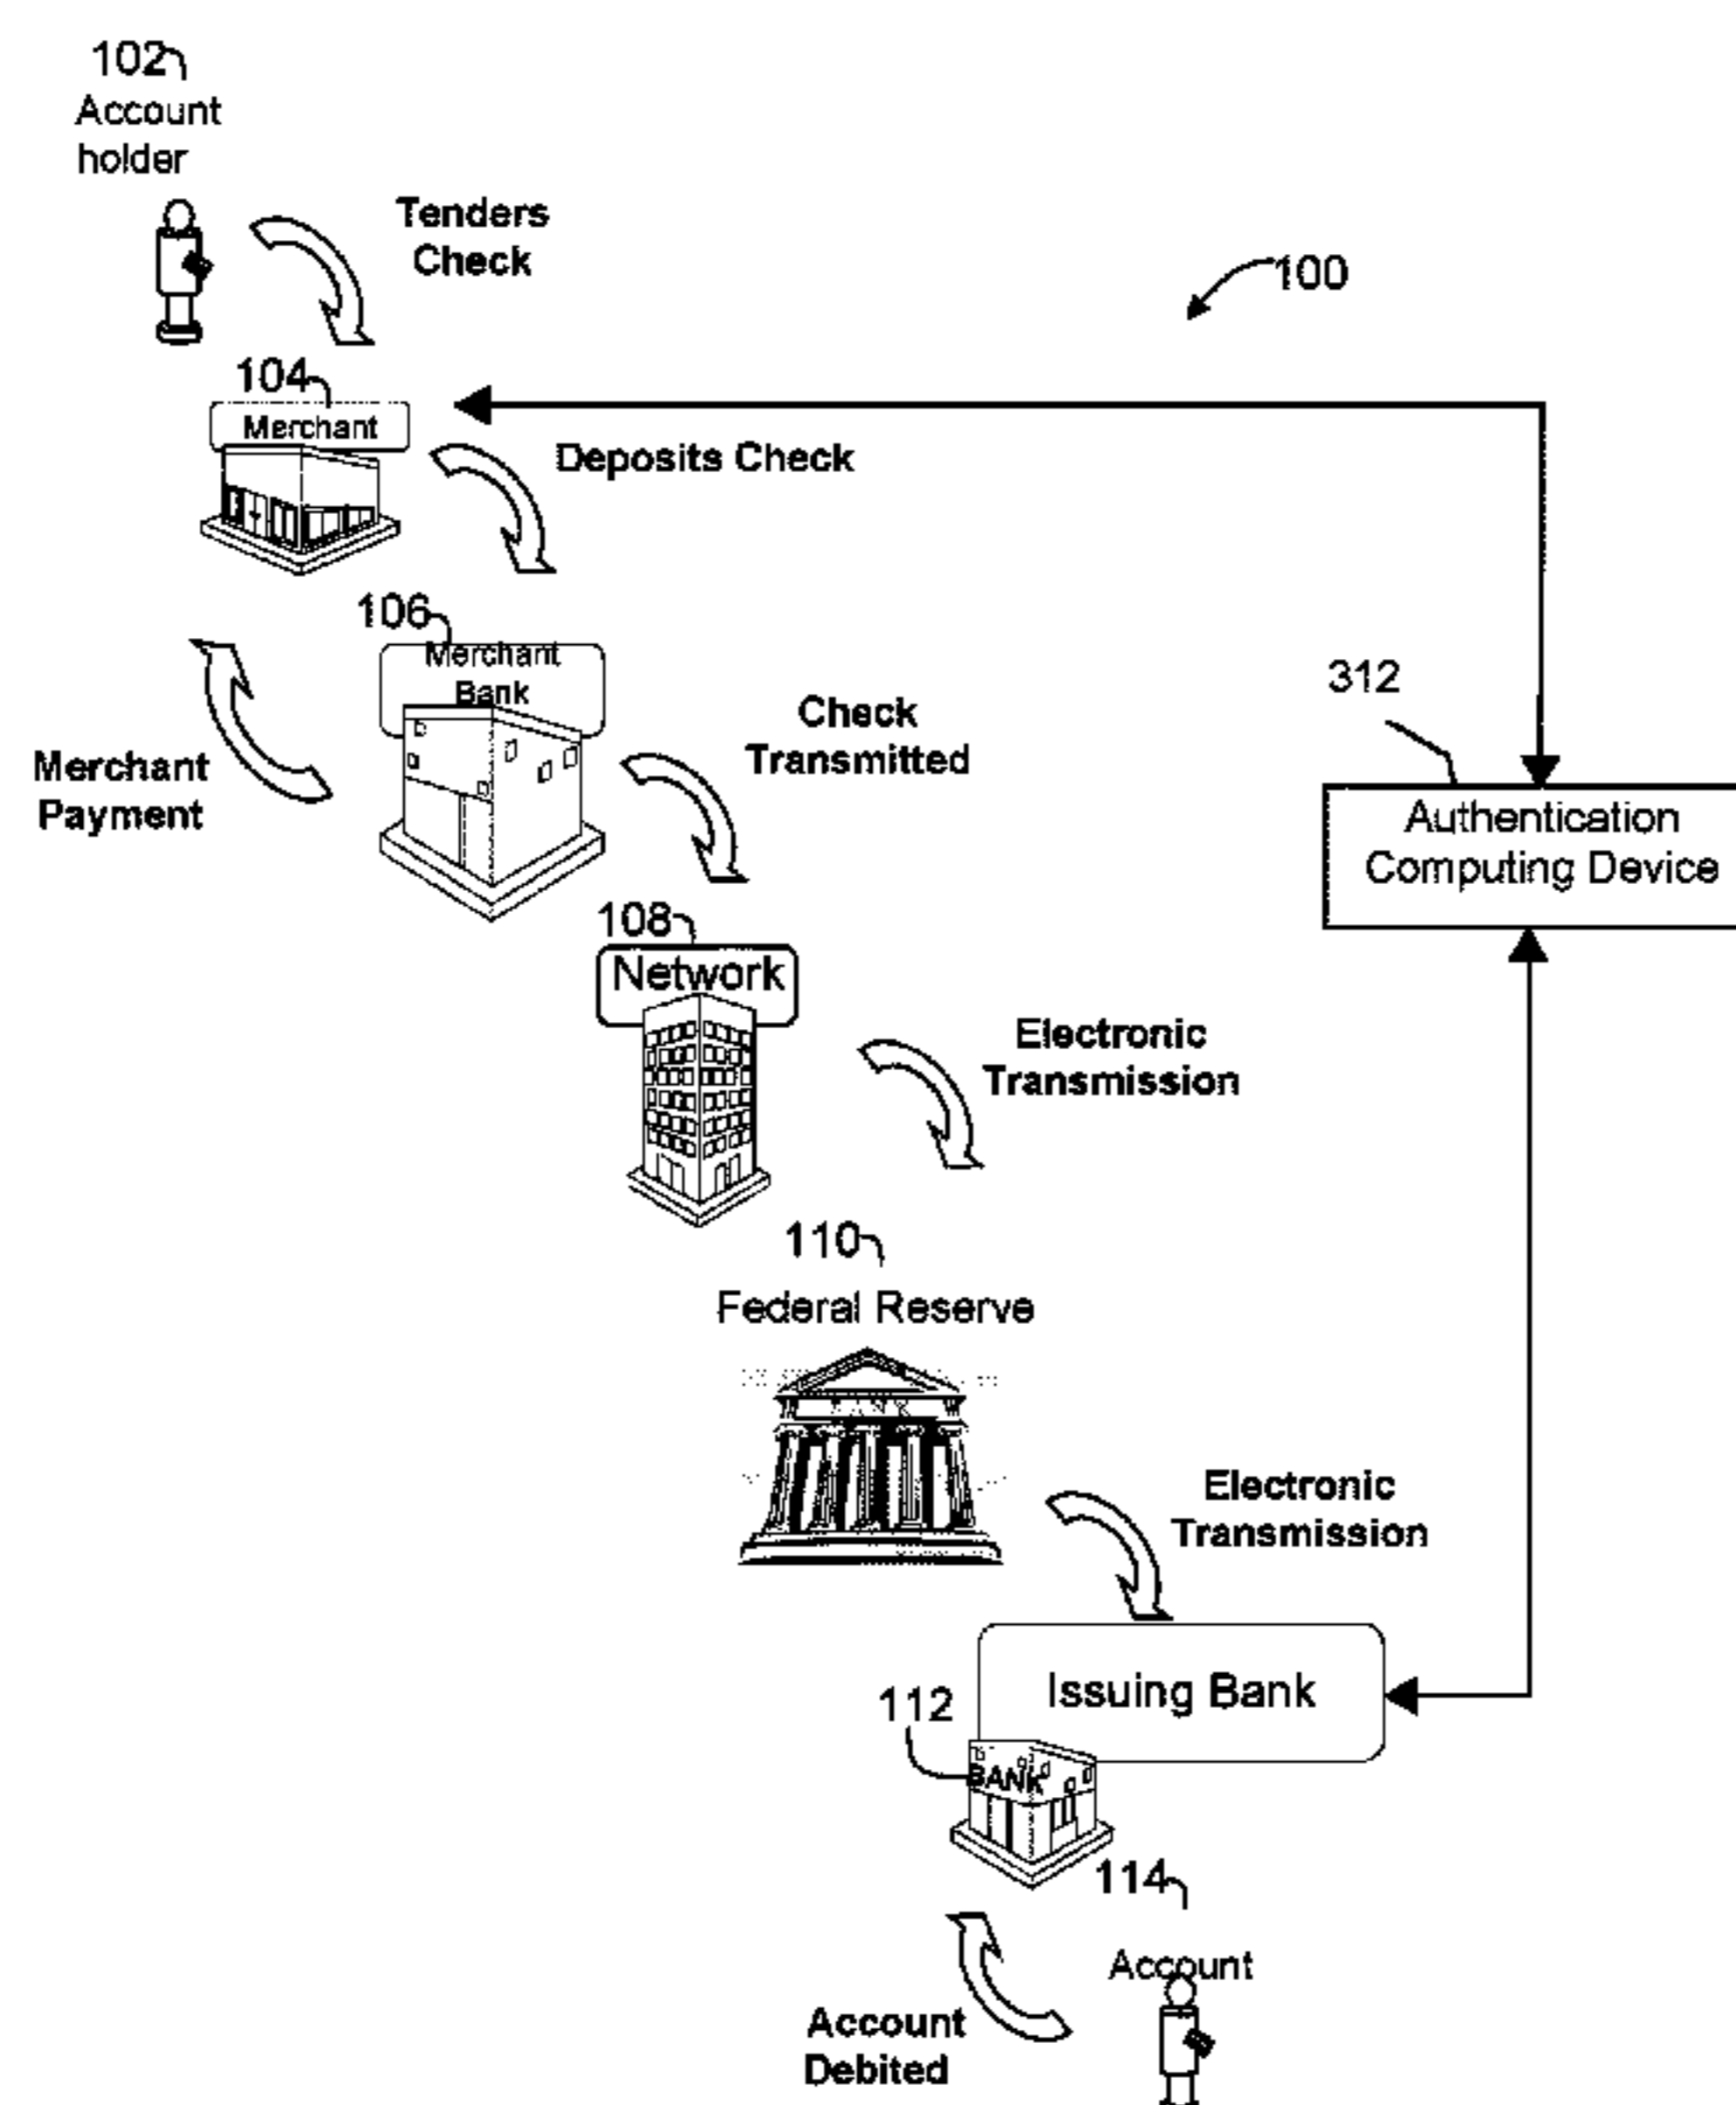 102
Account
holder
Tenders
Check
100
104
Merchant
Deposits Check
106
Merchant
Bank
312
Check
Transmitted
Merchant
Payment
Authentication
Computing Device
108
Network
Electronic
Transmission
110
Federal Reserve
BANK
Electronic
Transmission
Issuing Bank
112
BANK
114
Account
Account
Debited